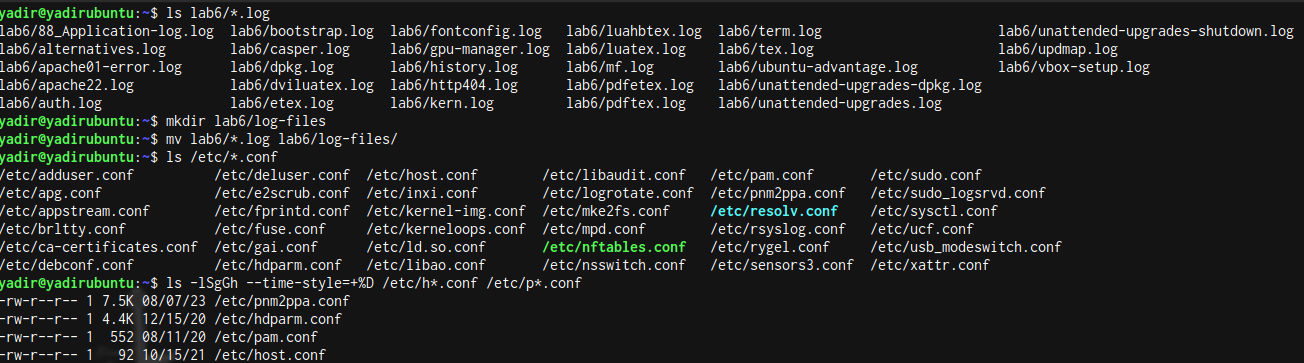 yadir@yadirubuntu:~$ ls lab6/*.log
lab6/88_Application-log.log lab6/bootstrap.log lab6/fontconfig.log lab6/luahbtex.log lab6/term.log lab6/unattended-upgrades-shutdown.log
lab6/alternatives.log lab6/casper.log lab6/gpu-manager.log lab6/luatex.log lab6/tex.log lab6/updmap.log
lab6/apache01-error.log lab6/dpkg.log lab6/history.log lab6/mf.log lab6/ubuntu-advantage.log lab6/vbox-setup.log
lab6/apache22.log lab6/dviluatex.log lab6/http404.log lab6/pdfetex.log lab6/unattended-upgrades-dpkg.log
lab6/auth.log lab6/etex.log lab6/kern.log lab6/pdftex.log lab6/unattended-upgrades.log
yadir@yadirubuntu:~$ mkdir lab6/log-files
yadir@yadirubuntu:~$ mv lab6/*.log lab6/log-files/
yadir@yadirubuntu:~$ ls /etc/*.conf
/etc/adduser.conf /etc/deluser.conf /etc/host.conf /etc/libaudit.conf /etc/pam.conf /etc/sudo.conf
/etc/apg.conf /etc/e2scrub.conf /etc/inxi.conf /etc/logrotate.conf /etc/pnm2ppa.conf /etc/sudo_logsrvd.conf
/etc/appstream.conf /etc/fprintd.conf /etc/kernel-img.conf /etc/mke2fs.conf /etc/resolv.conf /etc/sysctl.conf
/etc/brltty.conf /etc/fuse.conf /etc/kerneloops.conf /etc/mpd.conf /etc/rsyslog.conf /etc/ucf.conf
/etc/ca-certificates.conf /etc/gai.conf /etc/ld.so.conf /etc/nftables.conf /etc/rygel.conf /etc/usb_modeswitch.conf
/etc/debconf.conf /etc/hdparm.conf /etc/libao.conf /etc/nsswitch.conf /etc/sensors3.conf /etc/xattr.conf
yadir@yadirubuntu:~$ ls -lSgGh --time-style=+%D /etc/h*.conf /etc/p*.conf
-rw-r--r-- 1 7.5K 08/07/23 /etc/pnm2ppa.conf
-rw-r--r-- 1 4.4K 12/15/20 /etc/hdparm.conf
-rw-r--r-- 1 552 08/11/20 /etc/pam.conf
-rw-r--r-- 1 92 10/15/21 /etc/host.conf